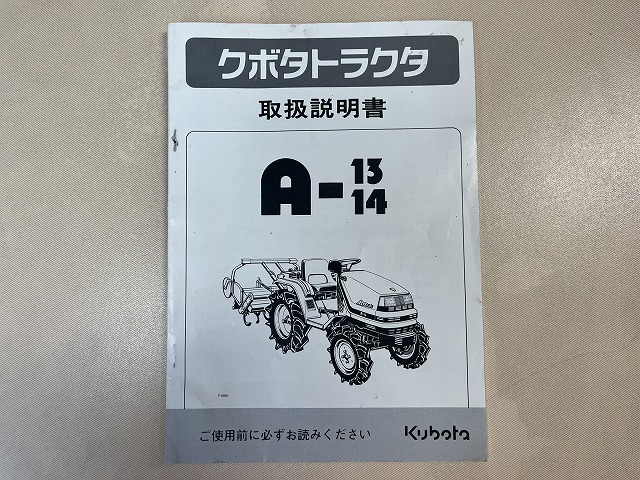 クボタトラクタ
取扱説明書
A-13
14
ご使用前に必ずお読みください
Kubota